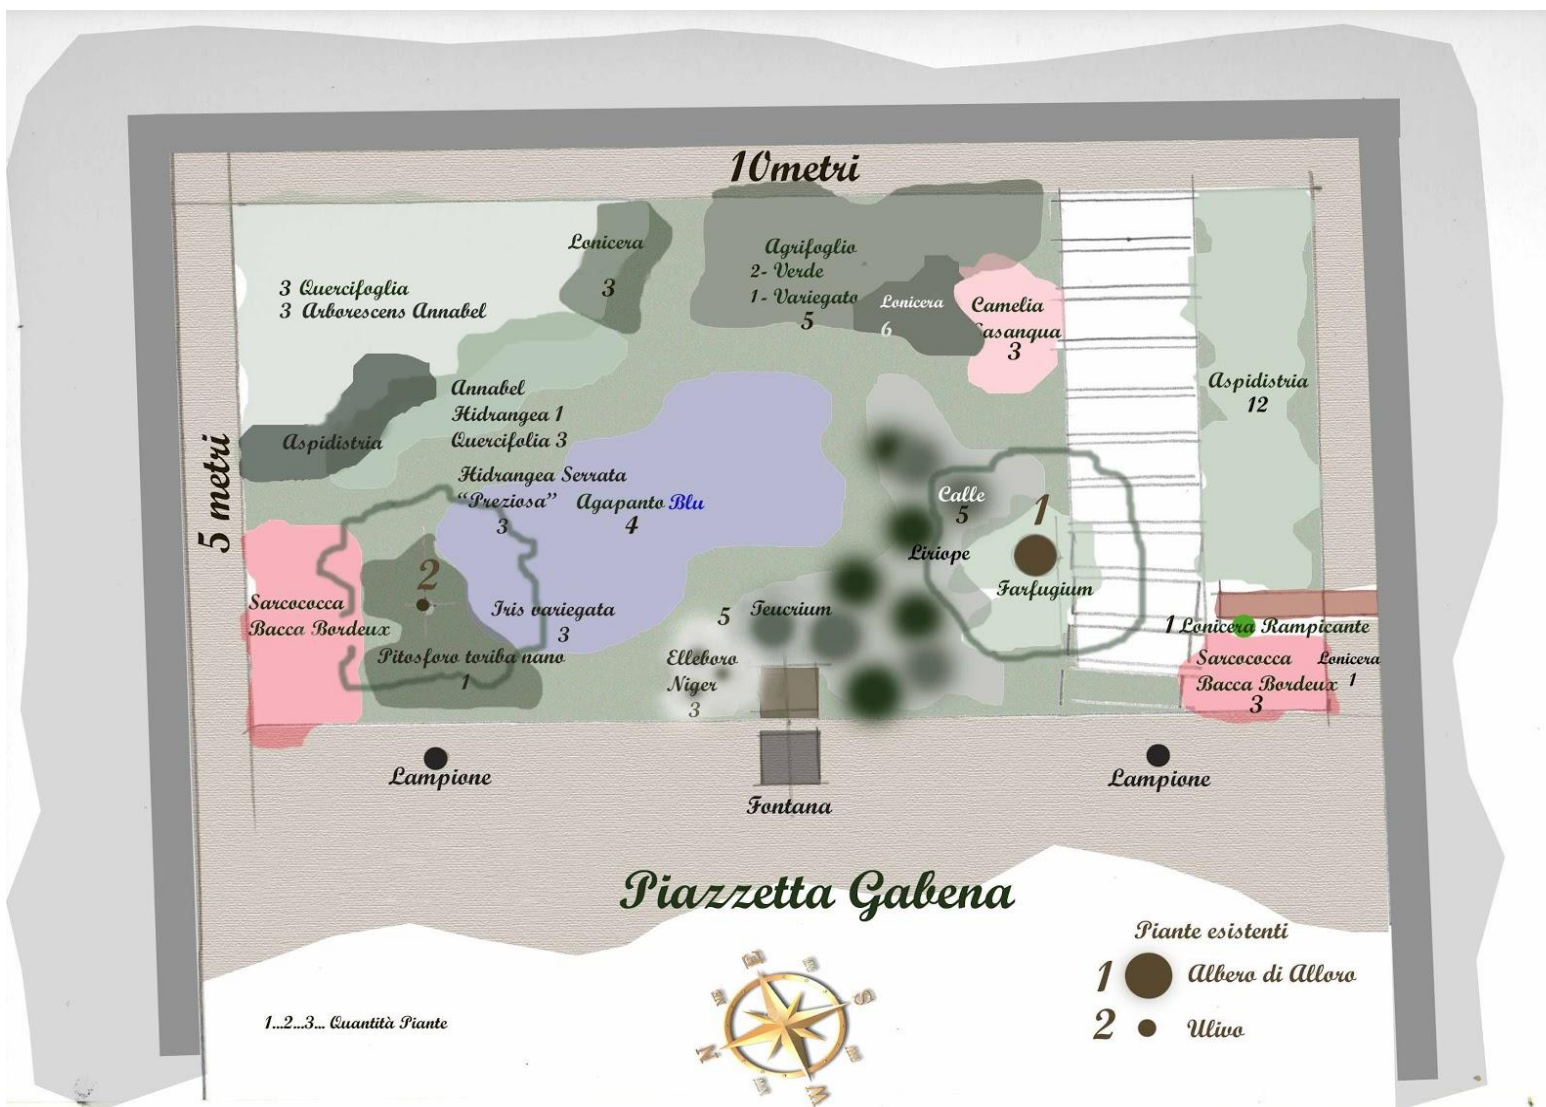 10metri
5 metri
Lonicera
3
Agrifoglio
2- Verde
1- Variegato
5
Lonicera
6
Camelia
Sasanqua
3
3 Quercifoglia
3 Arborescens Annabel
Aspidistria
12
Annabel
Hidrangea 1
Quercifolia 3
Aspidistria
Hidrangea Serrata
"Preziosa"
3
Agapanto Blu
4
Calle
5
1
Liriope
Farfugium
2
Sarcococca
Bacca Bordeux
Iris variegata
3
5
Teucrium
Pitosforo toriba nano
1
Elleboro
Niger
3
1 Lonicera Rampicante
Sarcococca
Bacca Bordeux
3
Lonicera
1
Lampione
Fontana
Lampione
Piazzetta Gabena
Piante esistenti
1 Albero di Alloro
2 Ulivo
1...2...3... Quantità Piante
E
S
N
W